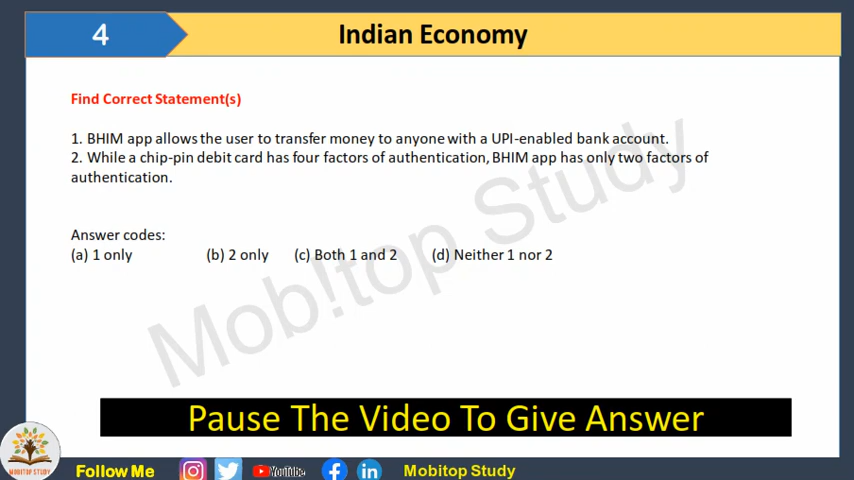 4
Indian Economy
Find Correct Statement(s)
1. BHIM app allows the user to transfer money to anyone with a UPI-enabled bank account.
2. While a chip-pin debit card has four factors of authentication, BHIM app has only two factors of
authentication.
Answer codes:
(a) 1 only (b) 2 only (c) Both 1 and 2 (d) Neither 1 nor 2
Mob!top Study
Pause The Video To Give Answer
MOBITOP STUDY
Follow Me YouTube Mobitop Study